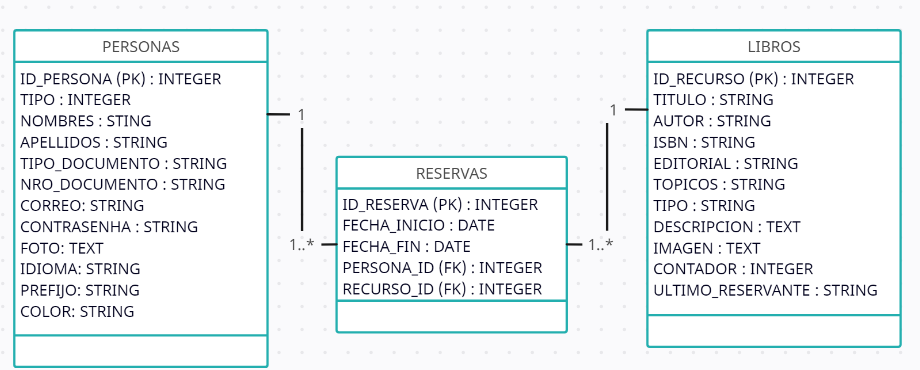 PERSONAS
ID_PERSONA (PK) : INTEGER
TIPO : INTEGER
NOMBRES : STING
APELLIDOS : STRING
TIPO_DOCUMENTO : STRING
NRO_DOCUMENTO : STRING
CORREO: STRING
CONTRASENHA : STRING
FOTO: TEXT
IDIOMA: STRING
PREFIJO: STRING
COLOR: STRING
1
1..*
RESERVAS
ID_RESERVA (PK) : INTEGER
FECHA_INICIO : DATE
FECHA_FIN : DATE
PERSONA_ID (FK) : INTEGER
RECURSO_ID (FK) : INTEGER
1
1..*
LIBROS
ID_RECURSO (PK) : INTEGER
TITULO : STRING
AUTOR : STRING
ISBN : STRING
EDITORIAL : STRING
TOPICOS : STRING
TIPO : STRING
DESCRIPCION : TEXT
IMAGEN : TEXT
CONTADOR : INTEGER
ULTIMO_RESERVANTE : STRING